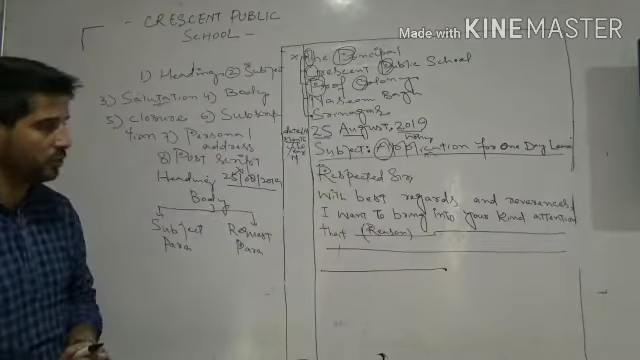 CRESCENT PUBLIC
SCHOOL
1) Heading 2) Subject
3) Salutation 4) Body
5) closure 6) Subscrip
tion 7) Personal
address
8) Post Script
Heading 25/08/2019
Body
Subject Request
Para Para
The Principal
Crescent Public School
Naseem Bagh
Srinagar
25 August, 2019
Subject: Application for One Day Leave
Respected Sir,
With best regards and reverences
I want to bring into your kind attention
that (Reason)
Made with KINEMASTER